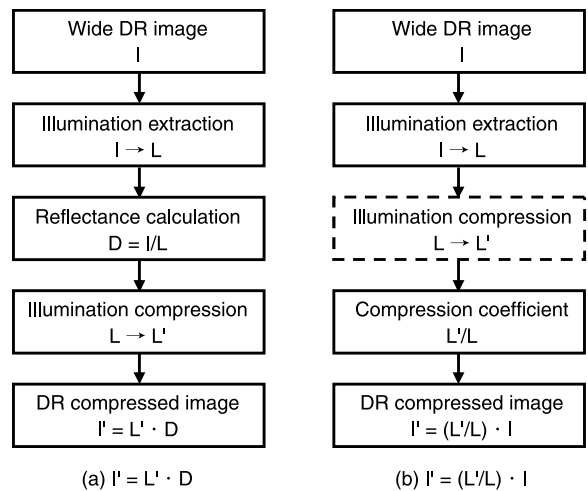 Wide DR image
I
Illumination extraction
I → L
Reflectance calculation
D = I/L
Illumination compression
L → L'
DR compressed image
I' = L' · D
(a) I' = L' · D
Wide DR image
I
Illumination extraction
I → L
Illumination compression
L → L'
Compression coefficient
L'/L
DR compressed image
I' = (L'/L) · I
(b) I' = (L'/L) · I